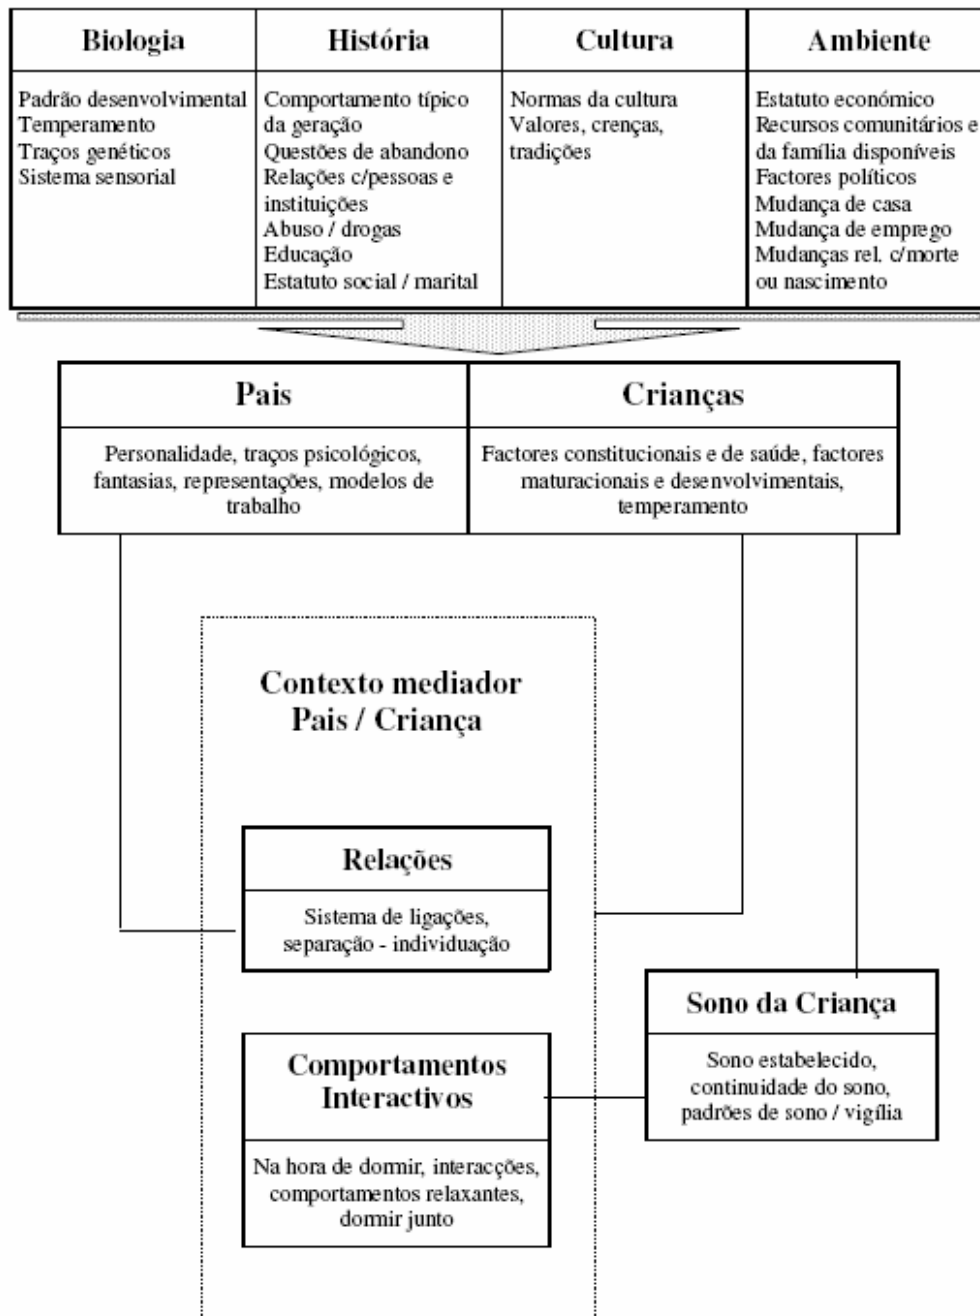 Biologia
Padrão desenvolvimental
Temperamento
Traços genéticos
Sistema sensorial
História
Comportamento típico
da geração
Questões de abandono
Relações c/pessoas e
instituições
Abuso / drogas
Educação
Estatuto social / marital
Cultura
Normas da cultura
Valores, crenças,
tradições
Ambiente
Estatuto económico
Recursos comunitários e
da família disponíveis
Factores políticos
Mudança de casa
Mudança de emprego
Mudanças rel. c/morte
ou nascimento
Pais
Personalidade, traços psicológicos,
fantasias, representações, modelos de
trabalho
Crianças
Factores constitucionais e de saúde, factores
maturacionais e desenvolvimentais,
temperamento
Contexto mediador
Pais / Criança
Relações
Sistema de ligações,
separação - individuação
Comportamentos
Interactivos
Na hora de dormir, interacções,
comportamentos relaxantes,
dormir junto
Sono da Criança
Sono estabelecido,
continuidade do sono,
padrões de sono / vigília